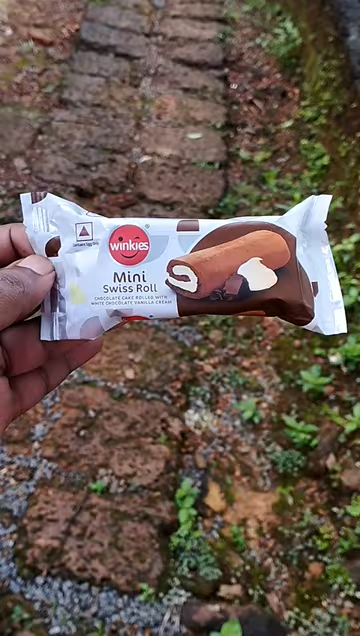 winkies
Mini
Swiss Roll
CHOCOLATE CAKE ROLLED WITH
WHITE CHOCOLATE VANILLA CREAM